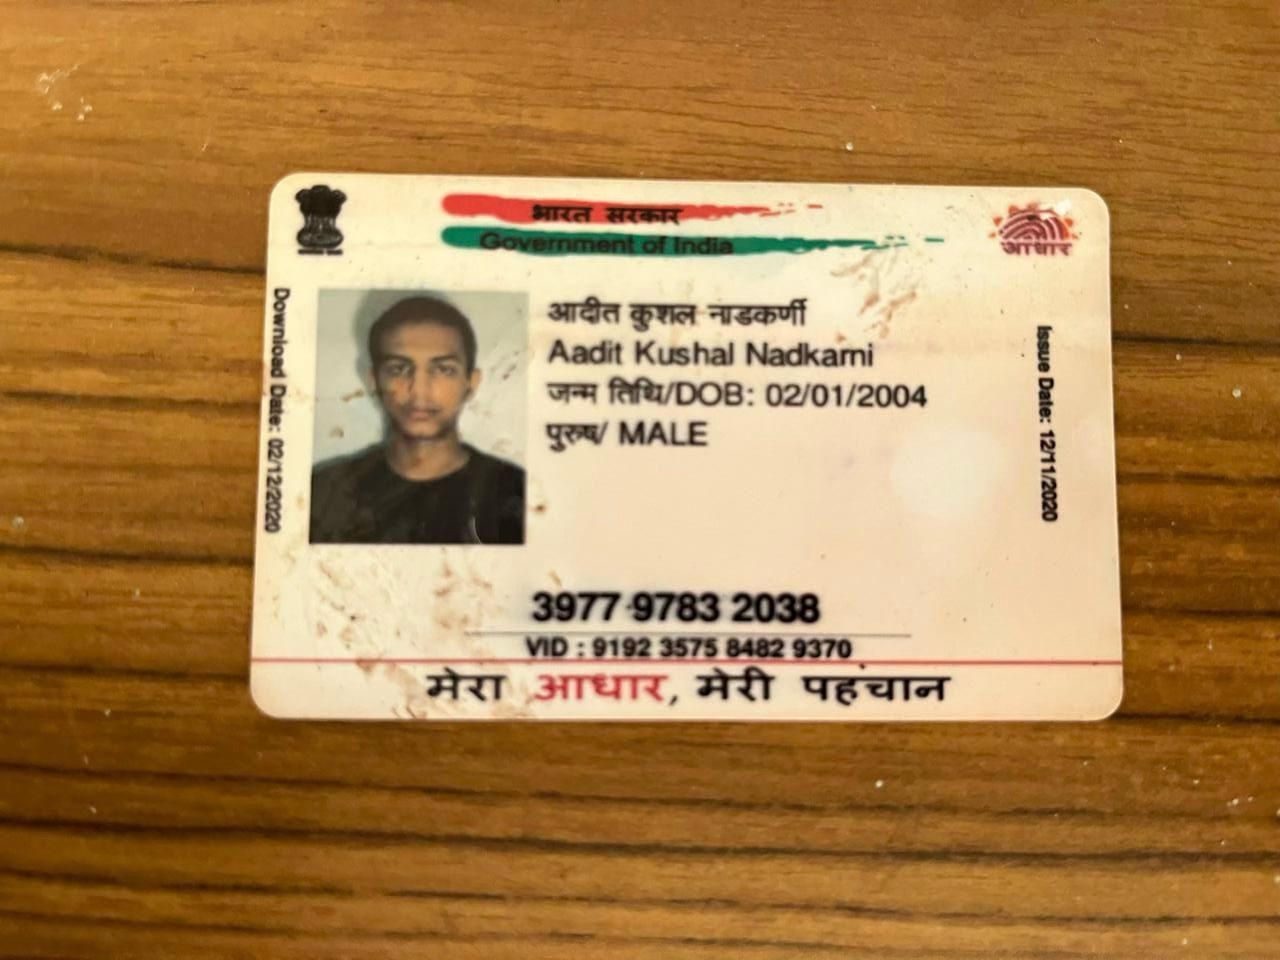 भारत सरकार
Government of India
आधार
Download Date: 02/12/2020
आदीत कुशल नाडकर्णी
Aadit Kushal Nadkarni
जन्म तिथि/DOB: 02/01/2004
पुरुष/ MALE
Issue Date: 12/11/2020
3977 9783 2038
VID : 9192 3575 8482 9370
मेरा आधार, मेरी पहचान